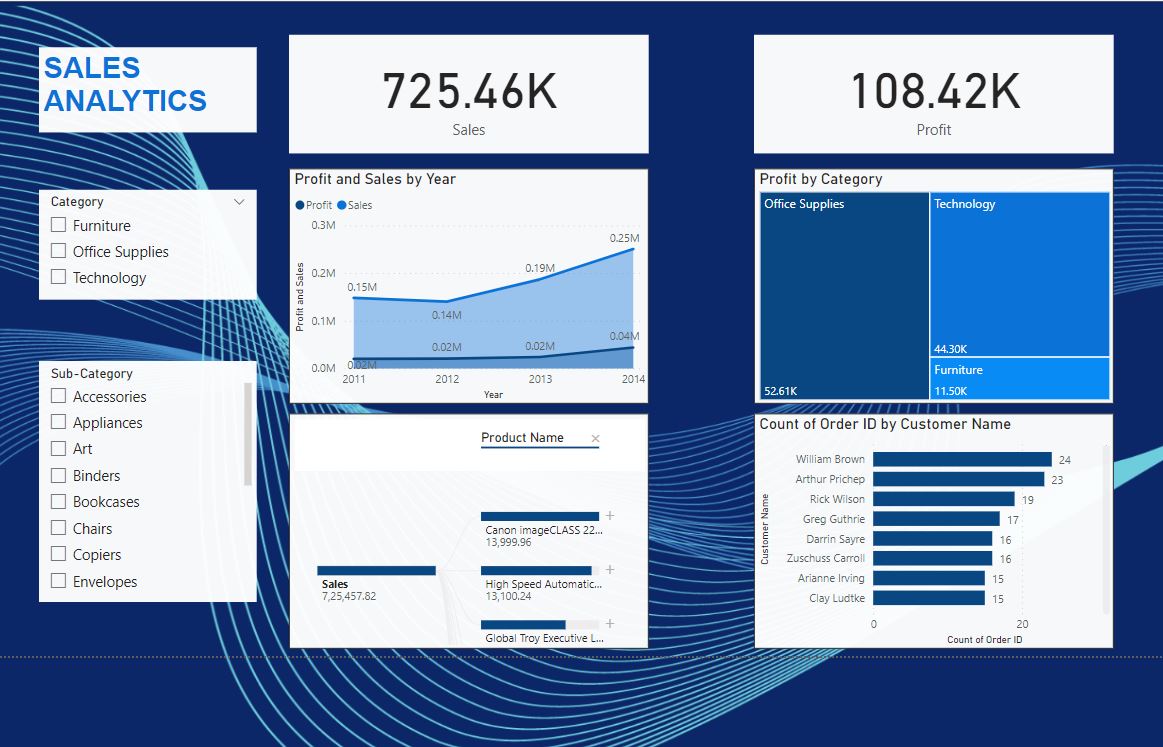 SALES
ANALYTICS
725.46K
Sales
108.42K
Profit
Category
Furniture
Office Supplies
Technology
Sub-Category
Accessories
Appliances
Art
Binders
Bookcases
Chairs
Copiers
Envelopes
Profit and Sales by Year
Profit Sales
Profit and Sales
0.3M
0.2M
0.1M
0.0M
0.15M
0.14M
0.19M
0.25M
0.02M
0.02M
0.02M
0.04M
2011 2012 2013 2014
Year
Profit by Category
Office Supplies
52.61K
Technology
44.30K
Furniture
11.50K
Product Name
Sales
7,25,457.82
Canon imageCLASS 22...
13,999.96
High Speed Automatic...
13,100.24
Global Troy Executive L...
Count of Order ID by Customer Name
Customer Name
William Brown 24
Arthur Prichep 23
Rick Wilson 19
Greg Guthrie 17
Darrin Sayre 16
Zuschuss Carroll 16
Arianne Irving 15
Clay Ludtke 15
0 20
Count of Order ID